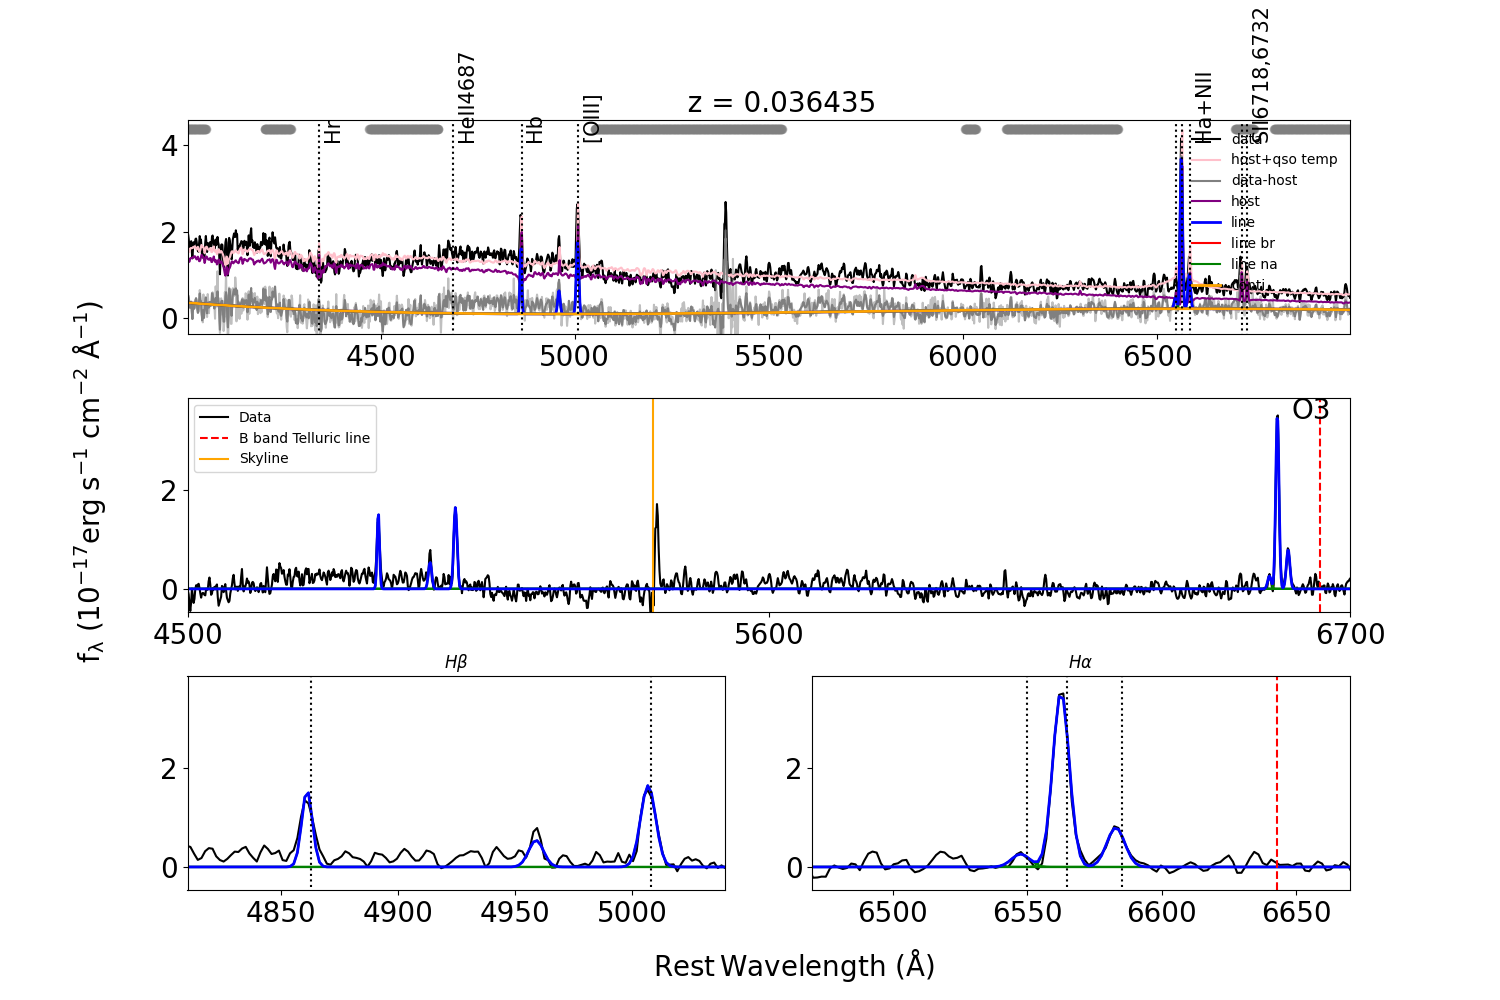 z = 0.036435
Hr
HeII4687
Hb
[OIII]
Ha+NII
SII6718,6732
data
host+qso temp
data-host
host
line
line br
line na
conti
4
2
0
4500 5000 5500 6000 6500
Data
B band Telluric line
Skyline
O3
2
0
4500 5600 6700
fλ (10⁻¹⁷erg s⁻¹ cm⁻² Å⁻¹)
Hβ
2
0
4850 4900 4950 5000
Hα
2
0
6500 6550 6600 6650
Rest Wavelength (Å)